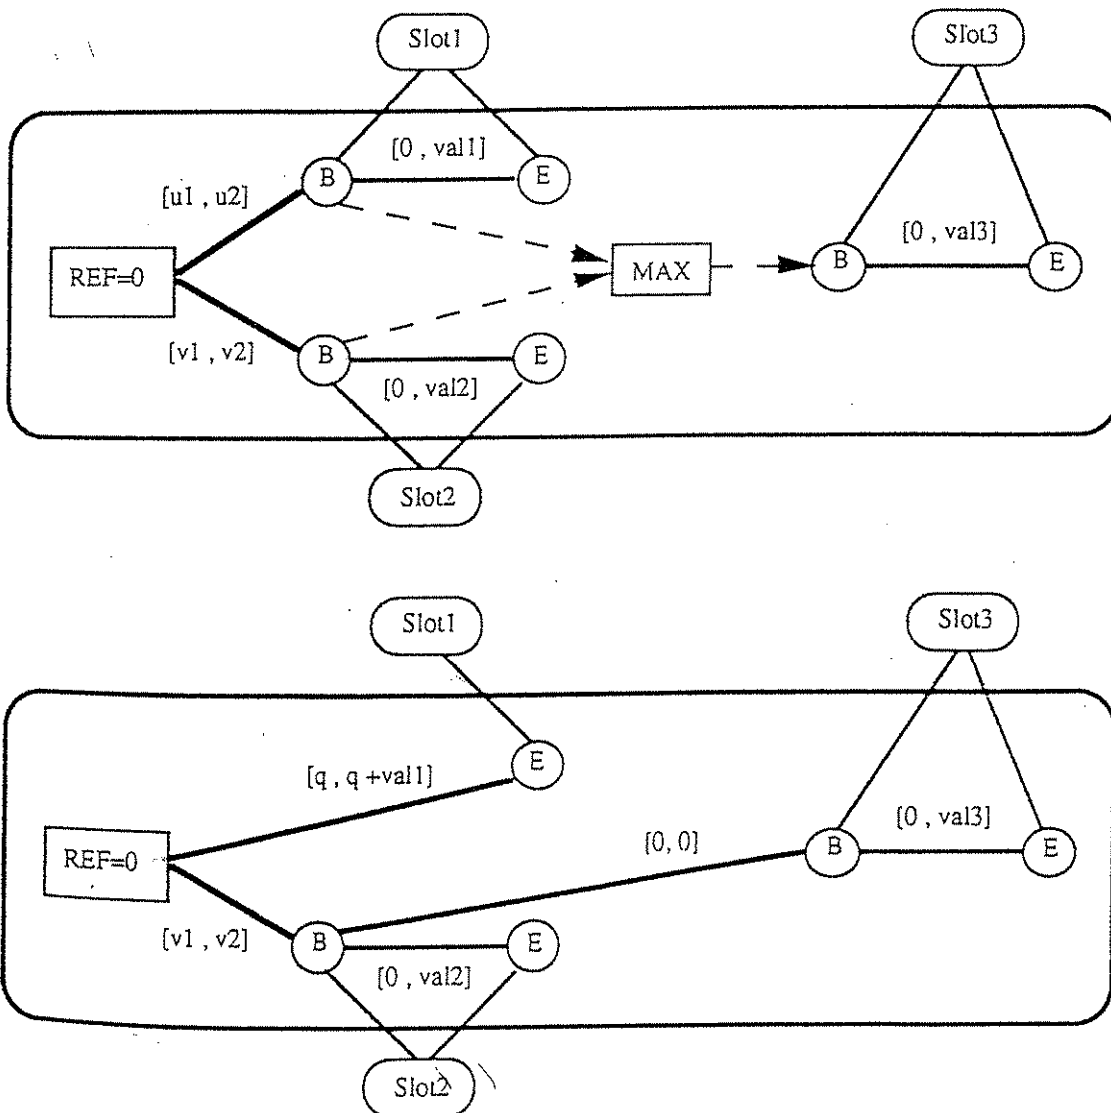 Slot1
Slot3
[0 , val1]
B
E
[u1 , u2]
[0 , val3]
REF=0
MAX
B
E
[v1 , v2]
B
E
[0 , val2]
Slot2
Slot1
Slot3
E
[q , q +val1]
[0 , val3]
[0, 0]
B
E
REF=0
[v1 , v2]
B
E
[0 , val2]
Slot2